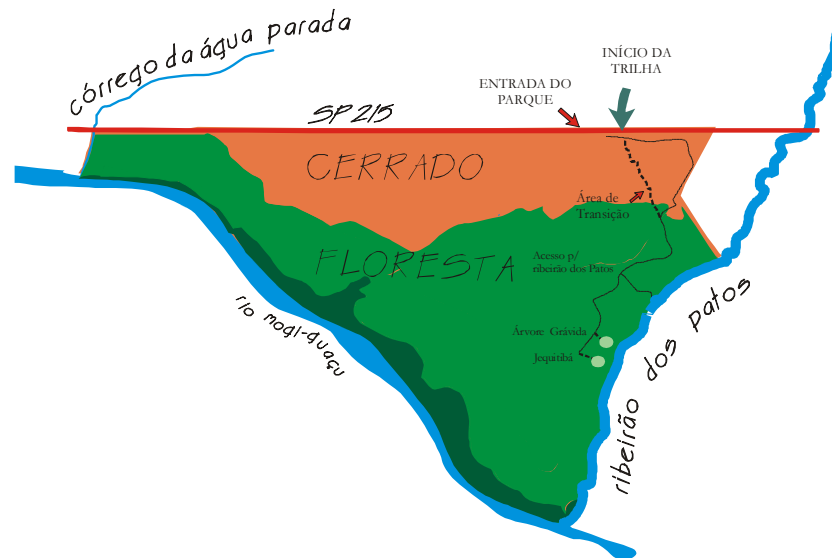 córrego da água parada
INÍCIO DA
TRILHA
ENTRADA DO
PARQUE
SP 215
CERRADO
Área de
Transição
FLORESTA
Acesso p/
ribeirão dos Patos
rio mogi-guaçu
Árvore Grávida
Jequitibá
ribeirão dos patos